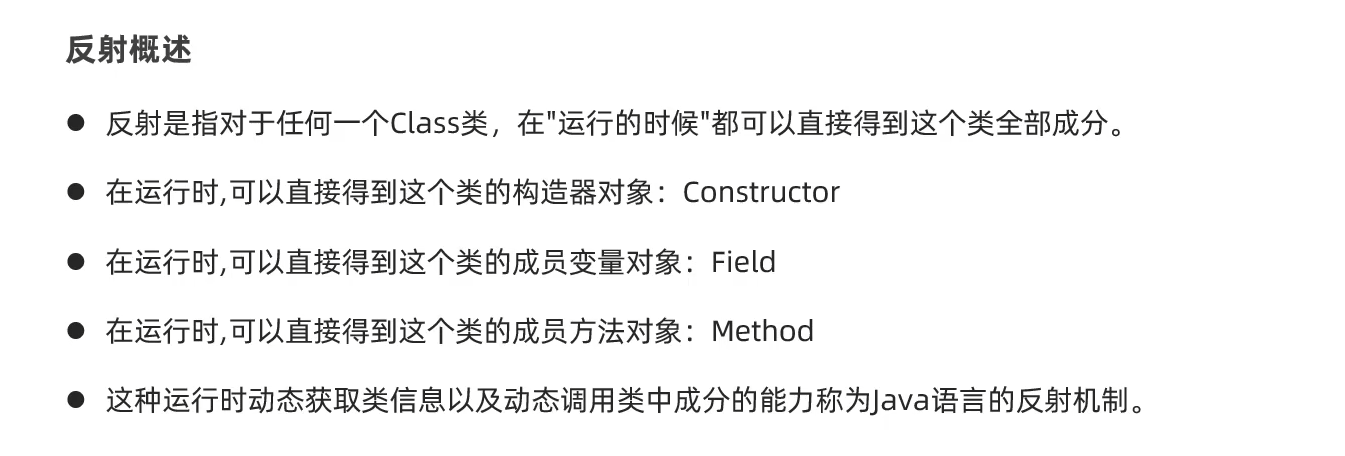 反射概述
● 反射是指对于任何一个Class类，在"运行的时候"都可以直接得到这个类全部成分。
● 在运行时,可以直接得到这个类的构造器对象：Constructor
● 在运行时,可以直接得到这个类的成员变量对象：Field
● 在运行时,可以直接得到这个类的成员方法对象：Method
● 这种运行时动态获取类信息以及动态调用类中成分的能力称为Java语言的反射机制。